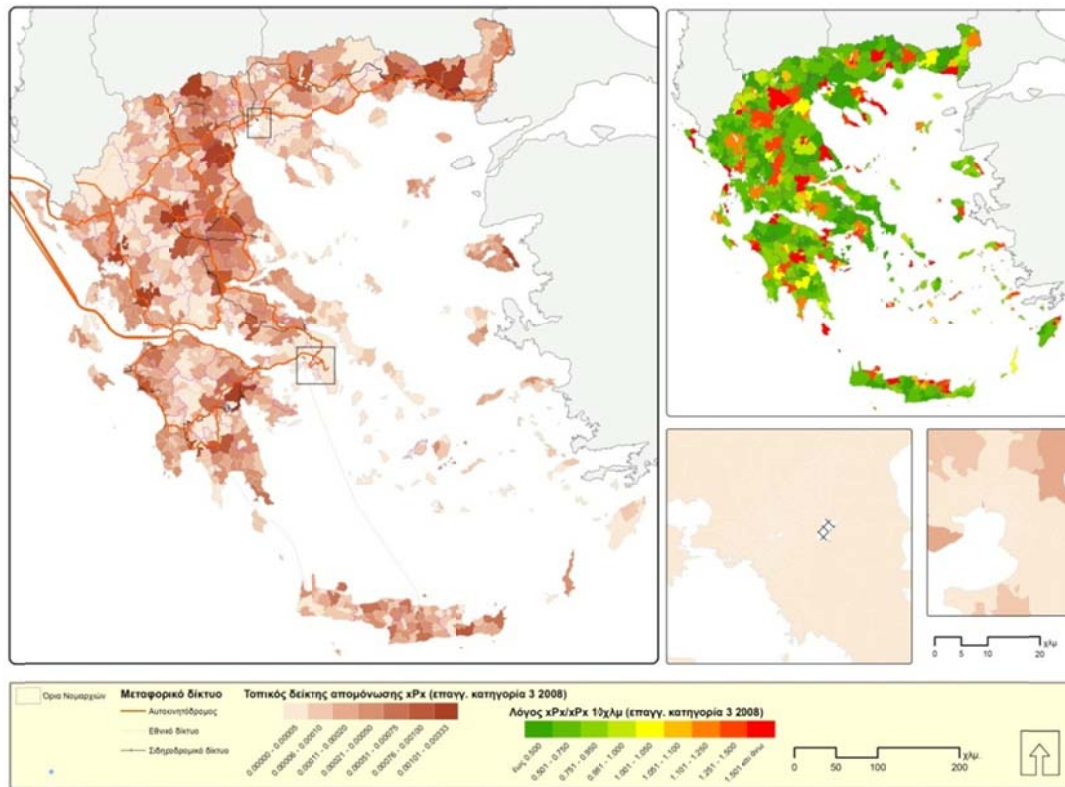 0 5 10 20 χλμ
Όρια Νομαρχιών
Μεταφορικό δίκτυο
Αυτοκινητόδρομος
Εθνικό δίκτυο
Σιδηροδρομικό δίκτυο
Τοπικός δείκτης απομόνωσης xPx (επαγγ. κατηγορία 3 2008)
0.00000 - 0.00005
0.00006 - 0.00010
0.00011 - 0.00020
0.00021 - 0.00050
0.00051 - 0.00075
0.00076 - 0.00100
0.00101 - 0.00333
Λόγος xPx/xPx 10χλμ (επαγγ. κατηγορία 3 2008)
έως 0.500
0.501 - 0.750
0.751 - 0.950
0.951 - 1.000
1.001 - 1.050
1.051 - 1.100
1.101 - 1.250
1.251 - 1.500
1.501 και άνω
0 50 100 200 χλμ.